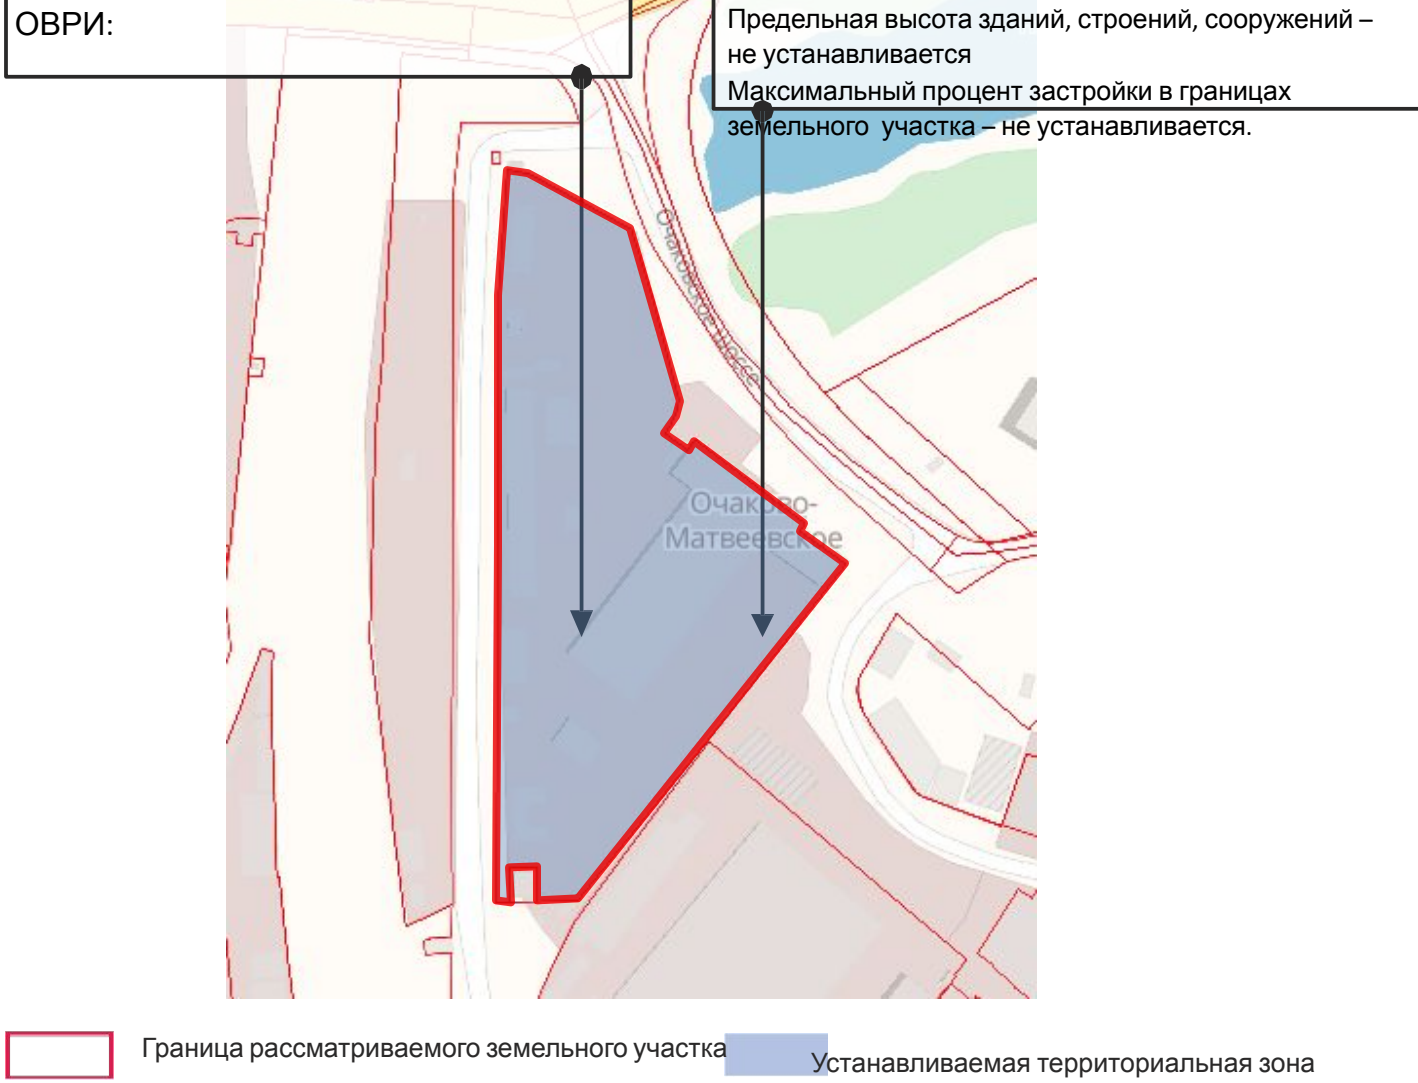 ОВРИ:
Предельная высота зданий, строений, сооружений –
не устанавливается
Максимальный процент застройки в границах
земельного участка – не устанавливается.
Очаковское шоссе
Очаково-
Матвеевское
Граница рассматриваемого земельного участка
Устанавливаемая территориальная зона